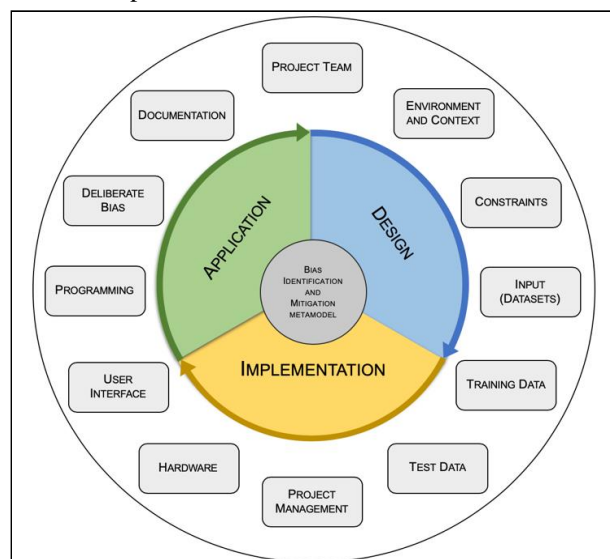 PROJECT TEAM
ENVIRONMENT
AND CONTEXT
CONSTRAINTS
INPUT
(DATASETS)
TRAINING DATA
TEST DATA
PROJECT
MANAGEMENT
HARDWARE
USER
INTERFACE
PROGRAMMING
DELIBERATE
BIAS
DOCUMENTATION
APPLICATION
DESIGN
IMPLEMENTATION
BIAS
IDENTIFICATION
AND
MITIGATION
METAMODEL